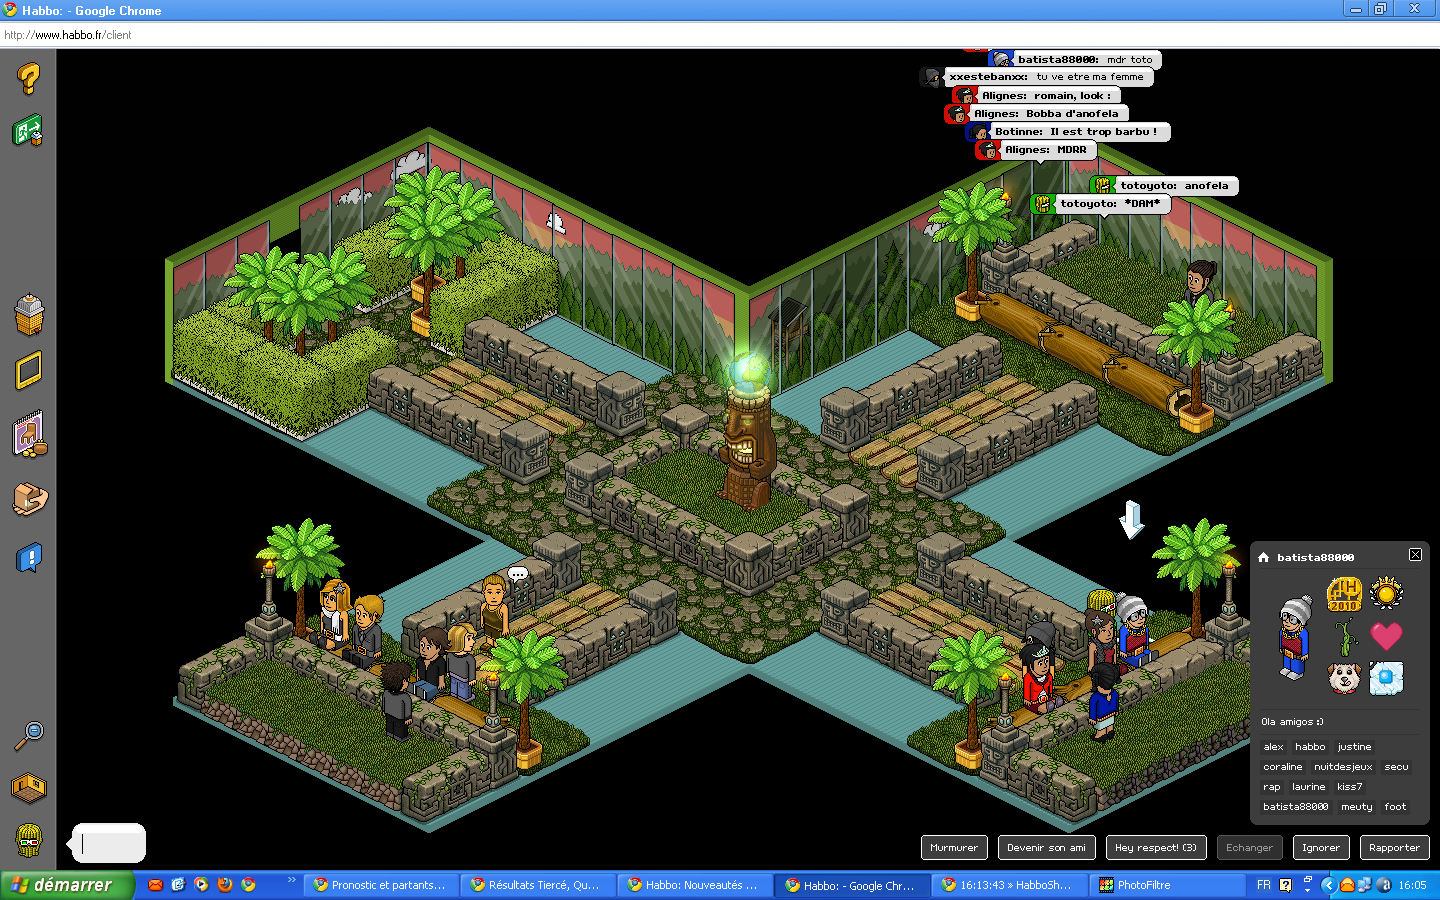 Habbo: - Google Chrome
http://www.habbo.fr/client
batista88000: mdr toto
xxestebanxx: tu ve etre ma femme
Alignes: romain, look :
Alignes: Bobba d'anofela
Botinne: Il est trop barbu !
Alignes: MDRR
totoyoto: anofela
totoyoto: *DAM*
...
batista88000
2010
Ola amigos :)
alex habbo justine
coraline nuitdesjeux secu
rap laurine kiss7
batista88000 meuty foot
Murmurer Devenir son ami Hey respect! (3) Echanger Ignorer Rapporter
démarrer
Pronostic et partants... Résultats Tiercé, Qu... Habbo: Nouveautés ... Habbo: - Google Chr... 16:13:43 » HabboSh... PhotoFiltre
FR 16:05